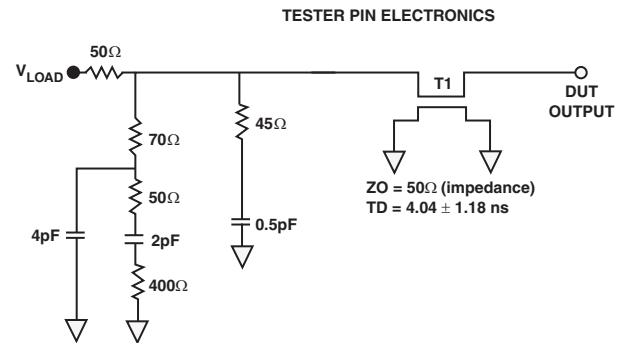 TESTER PIN ELECTRONICS
50Ω
VLOAD
T1
DUT
OUTPUT
70Ω
45Ω
50Ω
ZO = 50Ω (impedance)
TD = 4.04 ± 1.18 ns
0.5pF
4pF
2pF
400Ω